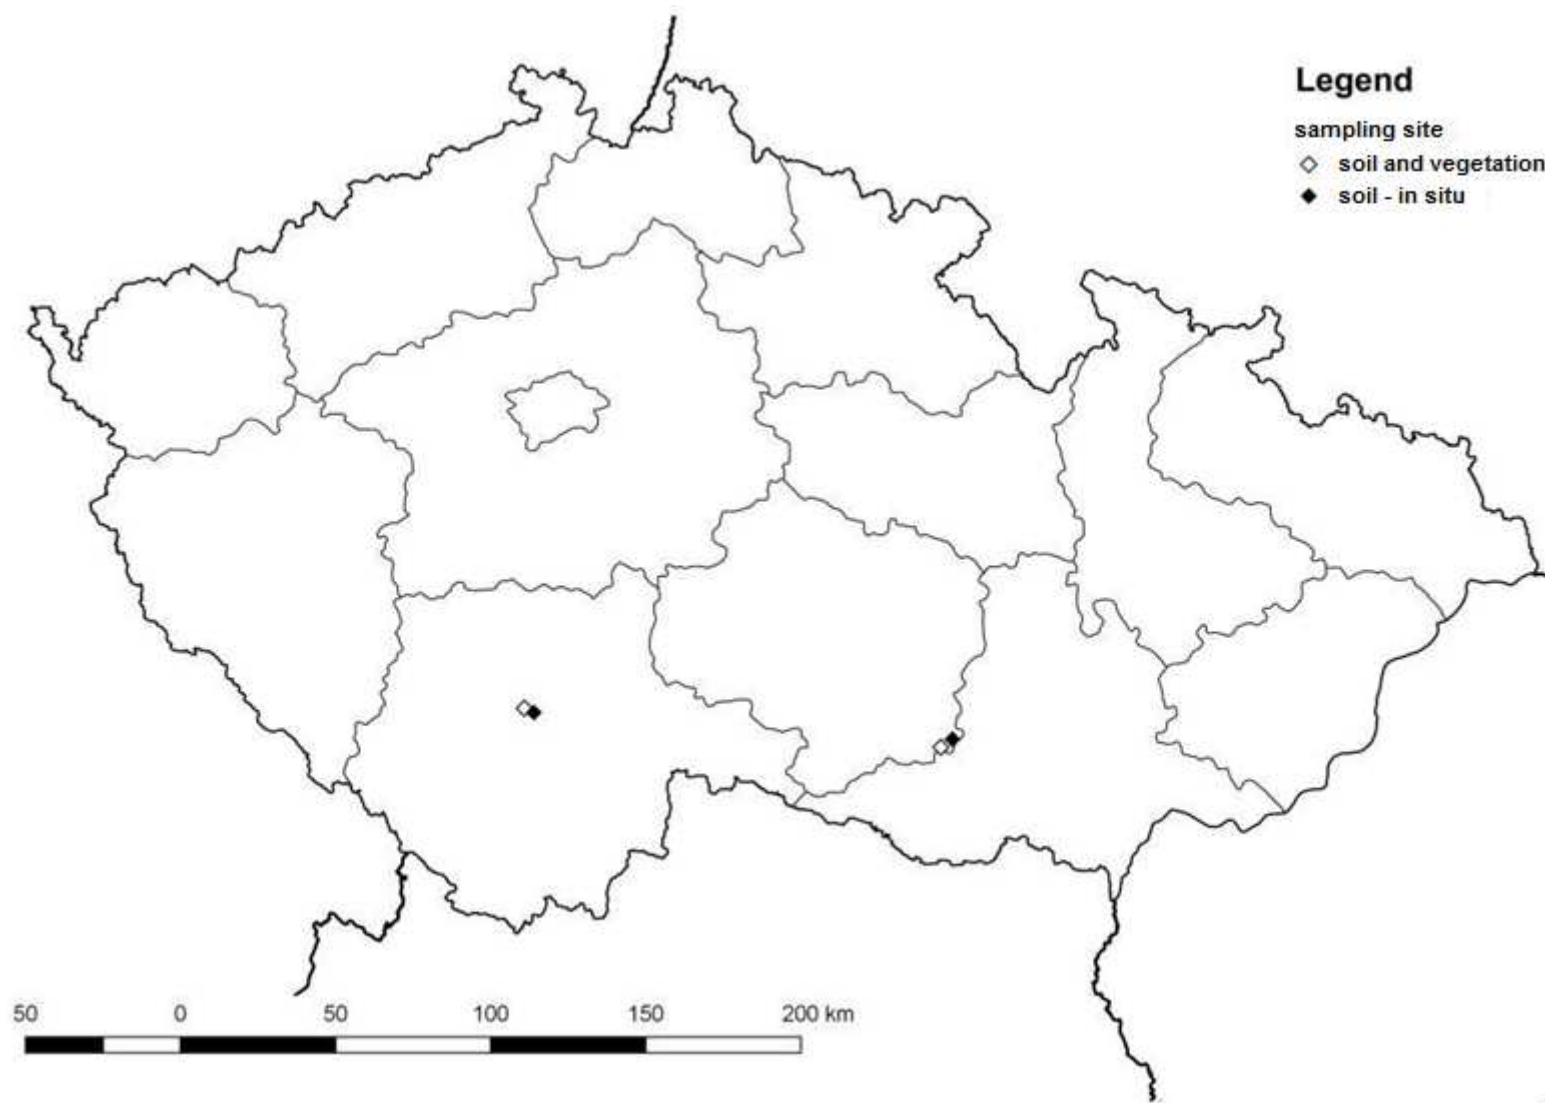 Legend
sampling site
soil and vegetation
soil - in situ
50 0 50 100 150 200 km